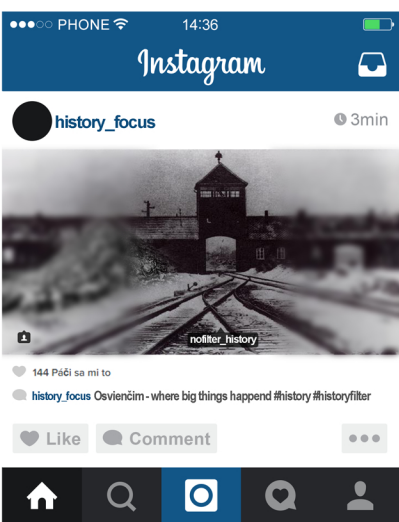 PHONE 14:36
Instagram
history_focus 3min
nofilter_history
144 Páči sa mi to
history_focus Osvienčim - where big things happend #history #historyfilter
Like Comment